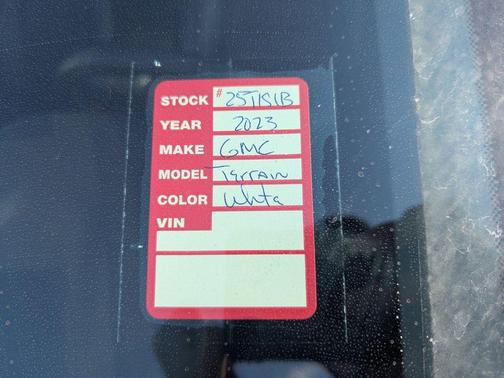 STOCK # 25T151B
YEAR 2023
MAKE GMC
MODEL Terrain
COLOR White
VIN